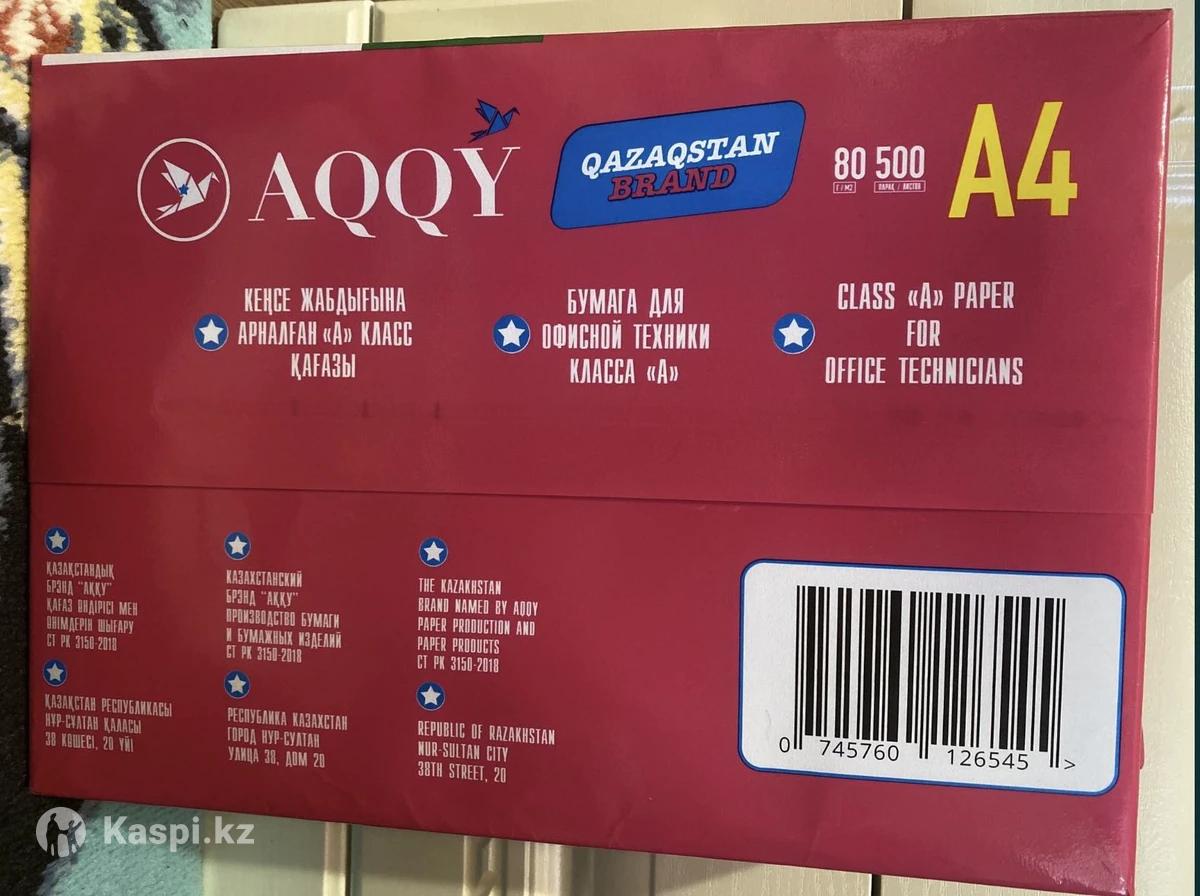 AQQY
QAZAQSTAN
BRAND
80 500
Г/М2 ПАРАҚ / ЛИСТОВ
A4
КЕҢСЕ ЖАБДЫҒЫНА
АРНАЛҒАН «А» КЛАСС
ҚАҒАЗЫ
БУМАГА ДЛЯ
ОФИСНОЙ ТЕХНИКИ
КЛАССА «А»
CLASS «A» PAPER
FOR
OFFICE TECHNICIANS
ҚАЗАҚСТАНДЫҚ
БРЭНД "АҚҚУ"
ҚАҒАЗ ӨНДІРІСІ МЕН
ӨНІМДЕРІН ШЫҒАРУ
СТ РК 3150-2018
КАЗАХСТАНСКИЙ
БРЭНД "АҚҚУ"
ПРОИЗВОДСТВО БУМАГИ
И БУМАЖНЫХ ИЗДЕЛИЙ
СТ РК 3150-2018
THE KAZAKHSTAN
BRAND NAMED BY AQQY
PAPER PRODUCTION AND
PAPER PRODUCTS
СТ РК 3150-2018
ҚАЗАҚСТАН РЕСПУБЛИКАСЫ
НУР-СУЛТАН ҚАЛАСЫ
38 КӨШЕСІ, 20 ҮЙІ
РЕСПУБЛИКА КАЗАХСТАН
ГОРОД НУР-СУЛТАН
УЛИЦА 38, ДОМ 20
REPUBLIC OF RAZAKHSTAN
NUR-SULTAN CITY
38TH STREET, 20
0 745760 126545 >
Kaspi.kz